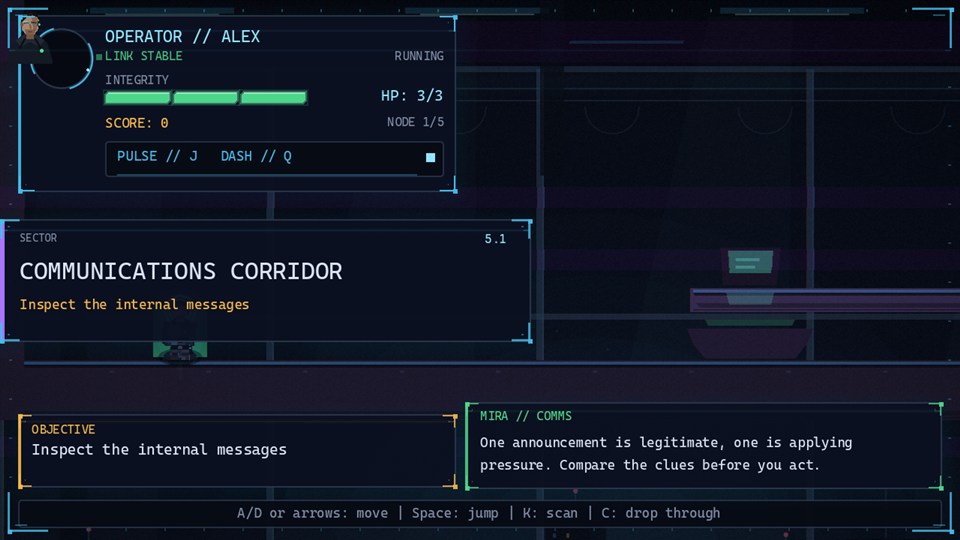 OPERATOR // ALEX
LINK STABLE RUNNING
INTEGRITY
HP: 3/3
SCORE: 0 NODE 1/5
PULSE // J DASH // Q
SECTOR 5.1
COMMUNICATIONS CORRIDOR
Inspect the internal messages
OBJECTIVE
Inspect the internal messages
MIRA // COMMS
One announcement is legitimate, one is applying
pressure. Compare the clues before you act.
A/D or arrows: move | Space: jump | K: scan | C: drop through